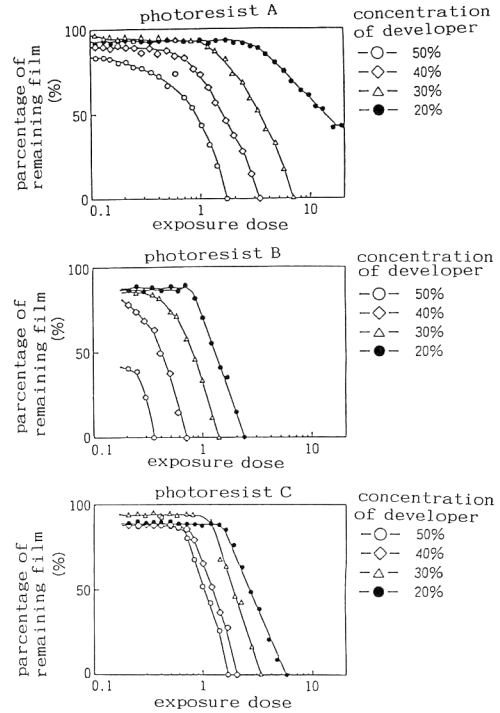 photoresist A
concentration
of developer
50%
40%
30%
20%
percentage of
remaining film
(%)
100
50
0
0.1
1
10
exposure dose
photoresist B
concentration
of developer
50%
40%
30%
20%
percentage of
remaining film
(%)
100
50
0
0.1
1
10
exposure dose
photoresist C
concentration
of developer
50%
40%
30%
20%
percentage of
remaining film
(%)
100
50
0
0.1
1
10
exposure dose